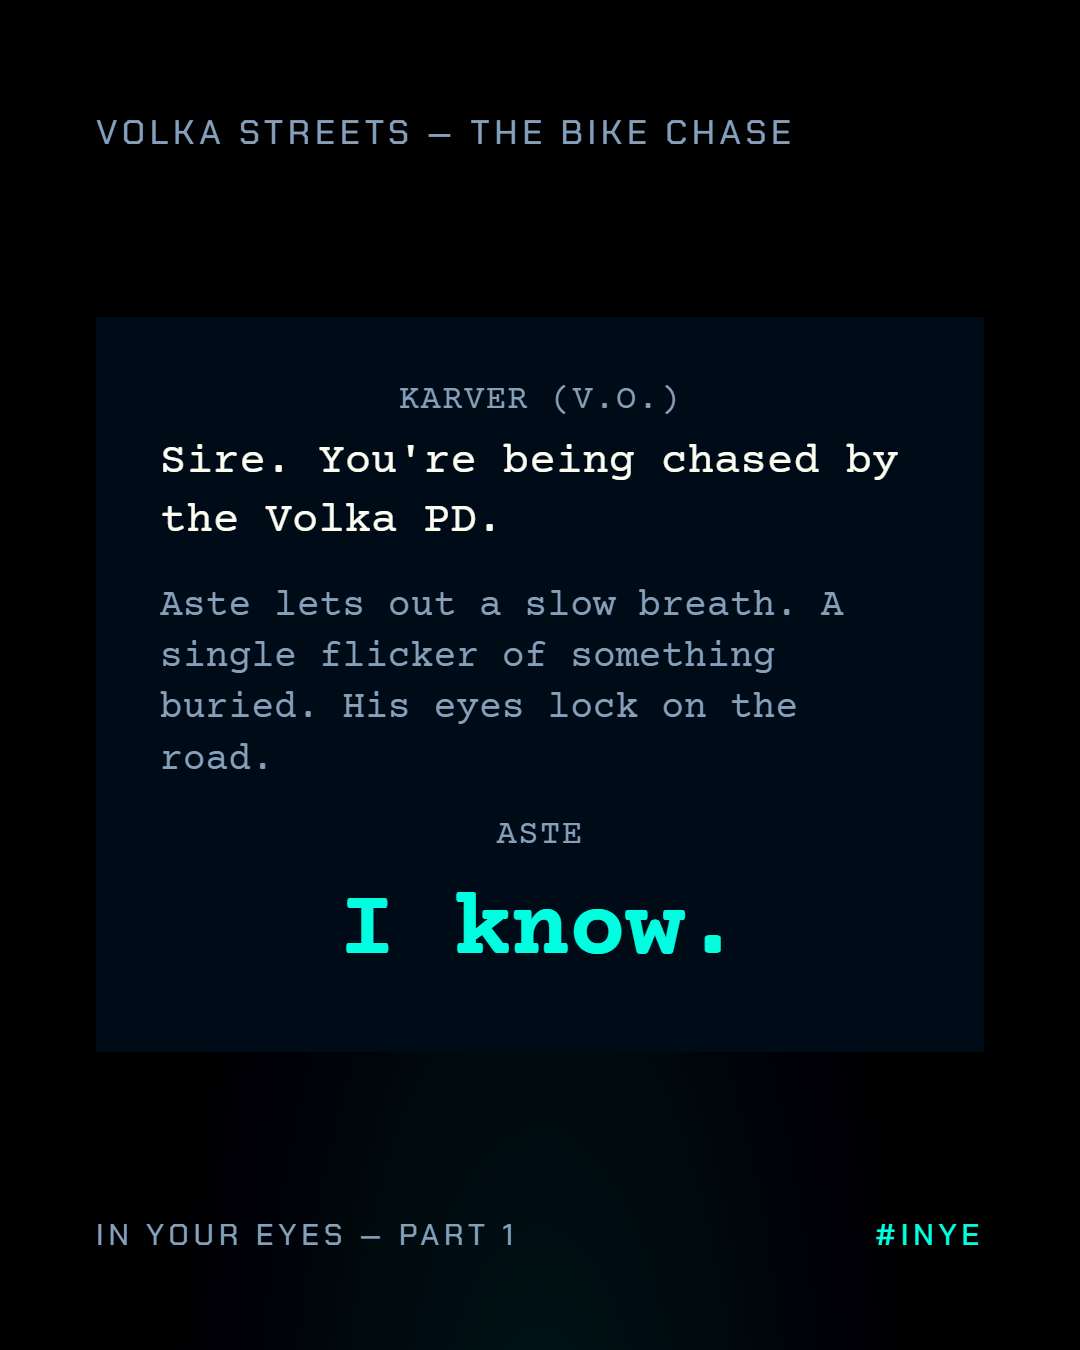 VOLKA STREETS — THE BIKE CHASE
KARVER (V.O.)
Sire. You're being chased by
the Volka PD.
Aste lets out a slow breath. A
single flicker of something
buried. His eyes lock on the
road.
ASTE
I know.
IN YOUR EYES — PART 1
#INYE